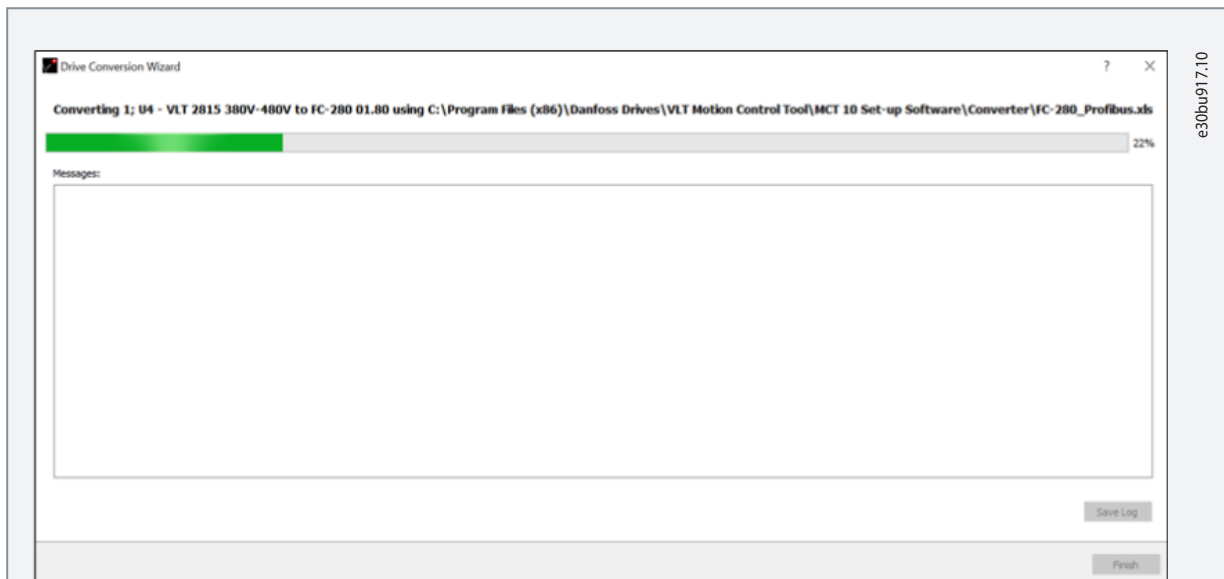 Drive Conversion Wizard
?
Converting 1; U4 - VLT 2815 380V-480V to FC-280 01.80 using C:\Program Files (x86)\Danfoss Drives\VLT Motion Control Tool\MCT 10 Set-up Software\Converter\FC-280_Profibus.xls
22%
Messages:
Save Log
Finish
e30bu917.10